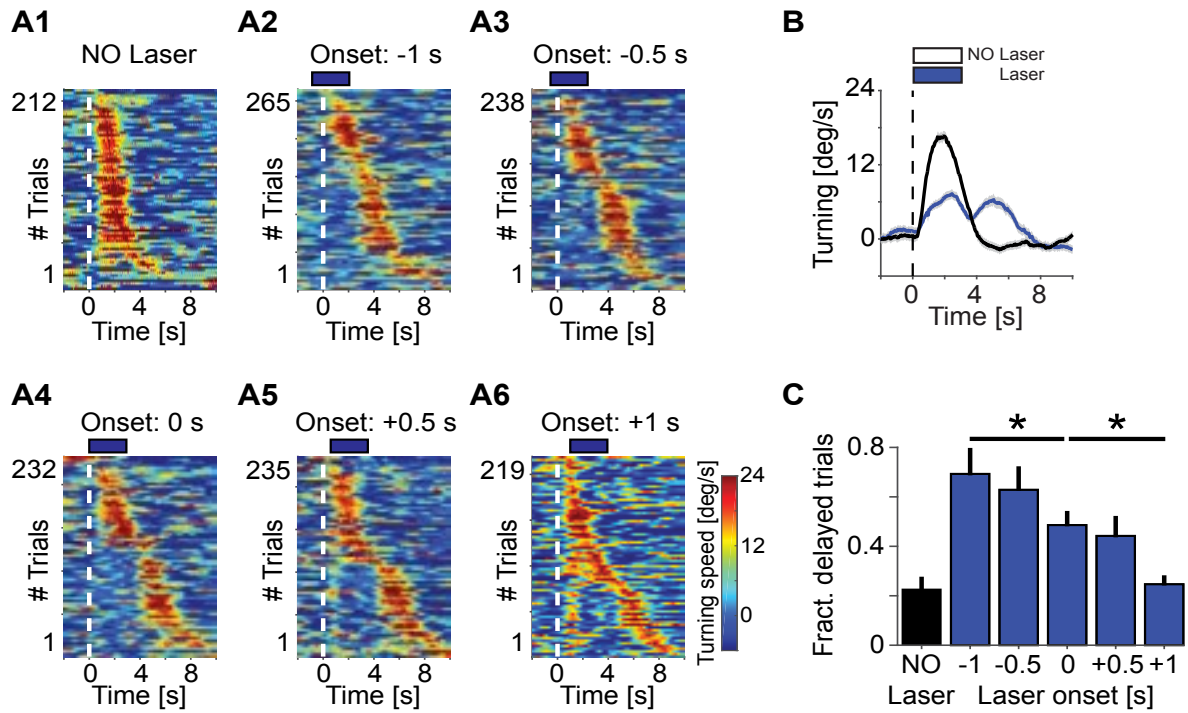 A1
NO Laser
212
# Trials
1
0 4 8
Time [s]
A2
Onset: -1 s
265
# Trials
1
0 4 8
Time [s]
A3
Onset: -0.5 s
238
# Trials
1
0 4 8
Time [s]
B
NO Laser
Laser
24
12
0
Turning [deg/s]
0 4 8
Time [s]
A4
Onset: 0 s
232
# Trials
1
0 4 8
Time [s]
A5
Onset: +0.5 s
235
# Trials
1
0 4 8
Time [s]
A6
Onset: +1 s
219
# Trials
1
0 4 8
Time [s]
24
12
0
Turning speed [deg/s]
C
* *
0.8
0.4
0
Fract. delayed trials
NO -1 -0.5 0 +0.5 +1
Laser Laser onset [s]